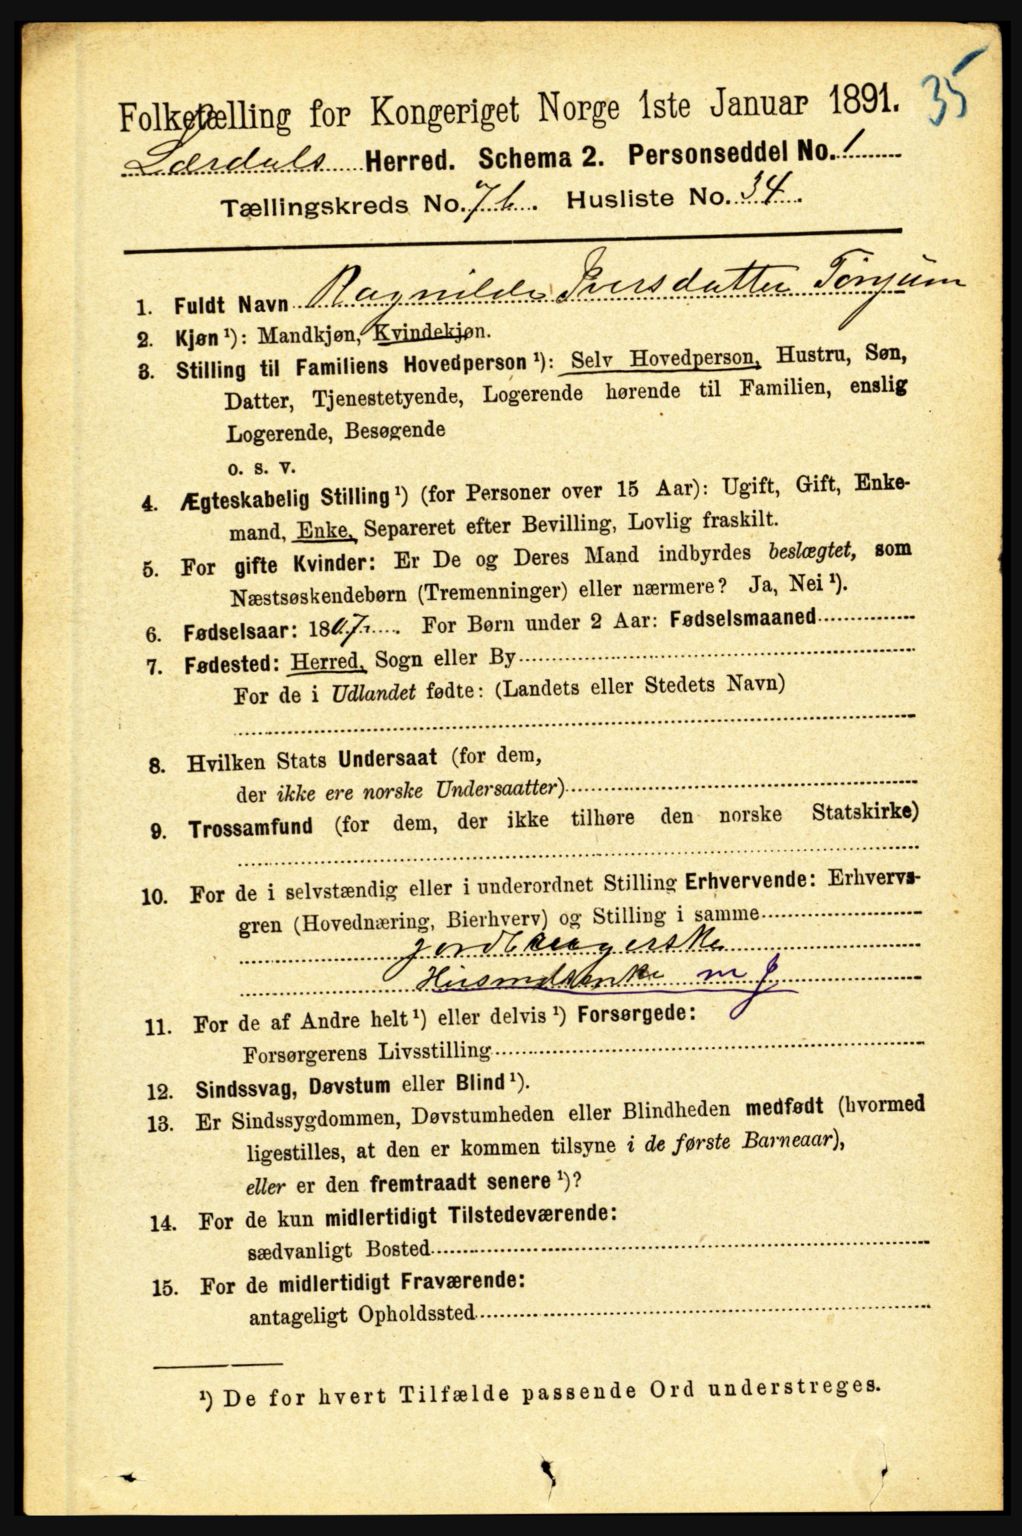 35
Folketælling for Kongeriget Norge 1ste Januar 1891.
Lærdals Herred. Schema 2. Personseddel No. 1
Tællingskreds No. 7 b. Husliste No. 34.
1. Fuldt Navn Ragnilda Iversdatter Tønjum
2. Kjøn ¹): Mandkjøn, Kvindekjøn.
3. Stilling til Familiens Hovedperson ¹): Selv Hovedperson, Hustru, Søn,
Datter, Tjenestetyende, Logerende hørende til Familien, enslig
Logerende, Besøgende
o. s. v.
4. Ægteskabelig Stilling ¹) (for Personer over 15 Aar): Ugift, Gift, Enke-
mand, Enke, Separeret efter Bevilling, Lovlig fraskilt.
5. For gifte Kvinder: Er De og Deres Mand indbyrdes beslægtet, som
Næstsøskendebørn (Tremenninger) eller nærmere? Ja, Nei ¹).
6. Fødselsaar: 1807. For Børn under 2 Aar: Fødselsmaaned
7. Fødested: Herred, Sogn eller By
For de i Udlandet fødte: (Landets eller Stedets Navn)
8. Hvilken Stats Undersaat (for dem,
der ikke ere norske Undersaatter)
9. Trossamfund (for dem, der ikke tilhøre den norske Statskirke)
10. For de i selvstændig eller i underordnet Stilling Erhvervende: Erhvervs-
gren (Hovednæring, Bierhverv) og Stilling i samme
jordbrugerske
Husmdsenke m J
11. For de af Andre helt ¹) eller delvis ¹) Forsørgede:
Forsørgerens Livsstilling
12. Sindssvag, Døvstum eller Blind ¹).
13. Er Sindssygdommen, Døvstumheden eller Blindheden medfødt (hvormed
ligestilles, at den er kommen tilsyne i de første Barneaar),
eller er den fremtraadt senere ¹)?
14. For de kun midlertidigt Tilstedeværende:
sædvanligt Bosted
15. For de midlertidigt Fraværende:
antageligt Opholdssted
¹) De for hvert Tilfælde passende Ord understreges.